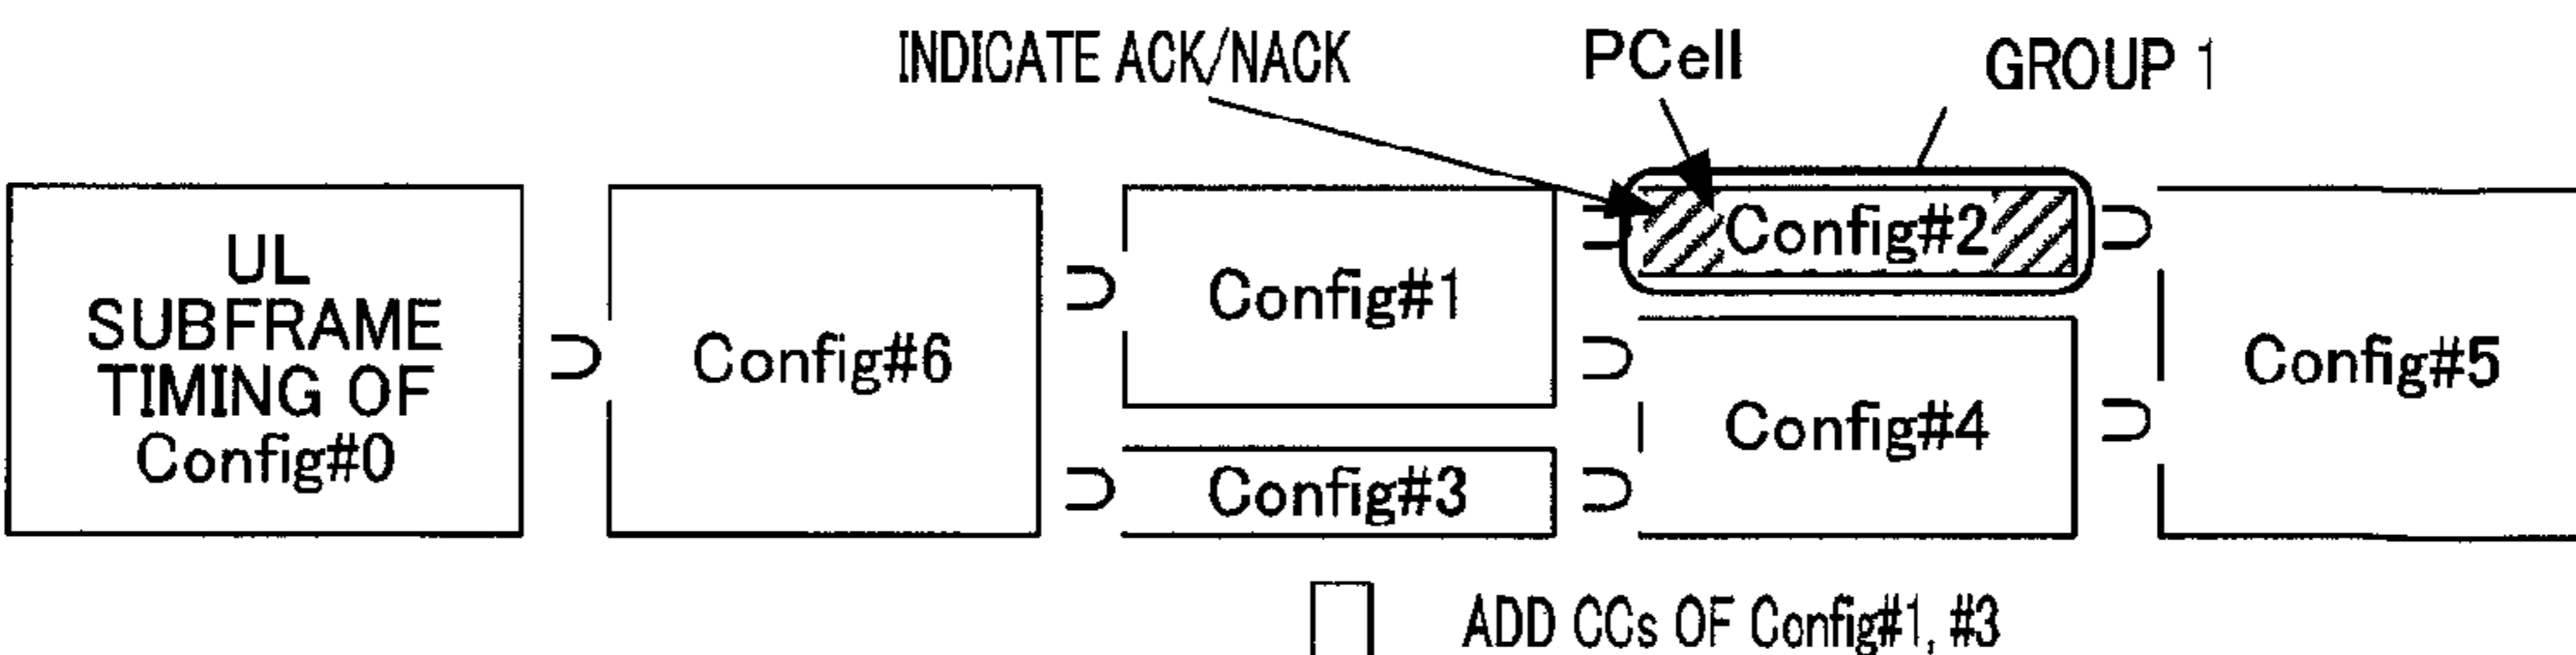 INDICATE ACK/NACK
PCell
GROUP 1
UL
SUBFRAME
TIMING OF
Config#0
⊃
Config#6
⊃
⊃
Config#1
Config#3
⊃
⊃
⊃
Config#2
Config#4
⊃
⊃
Config#5
ADD CCs OF Config#1, #3